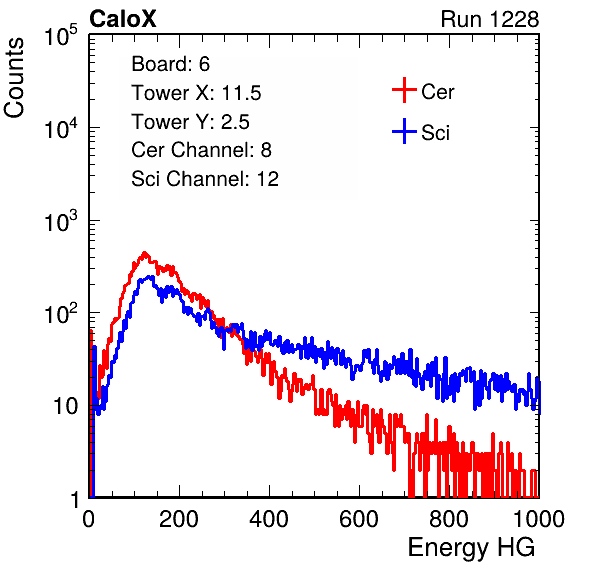 CaloX Run 1228
Counts
10^5
10^4
10^3
10^2
10
1
Board: 6
Tower X: 11.5
Tower Y: 2.5
Cer Channel: 8
Sci Channel: 12
Cer
Sci
0 200 400 600 800 1000
Energy HG